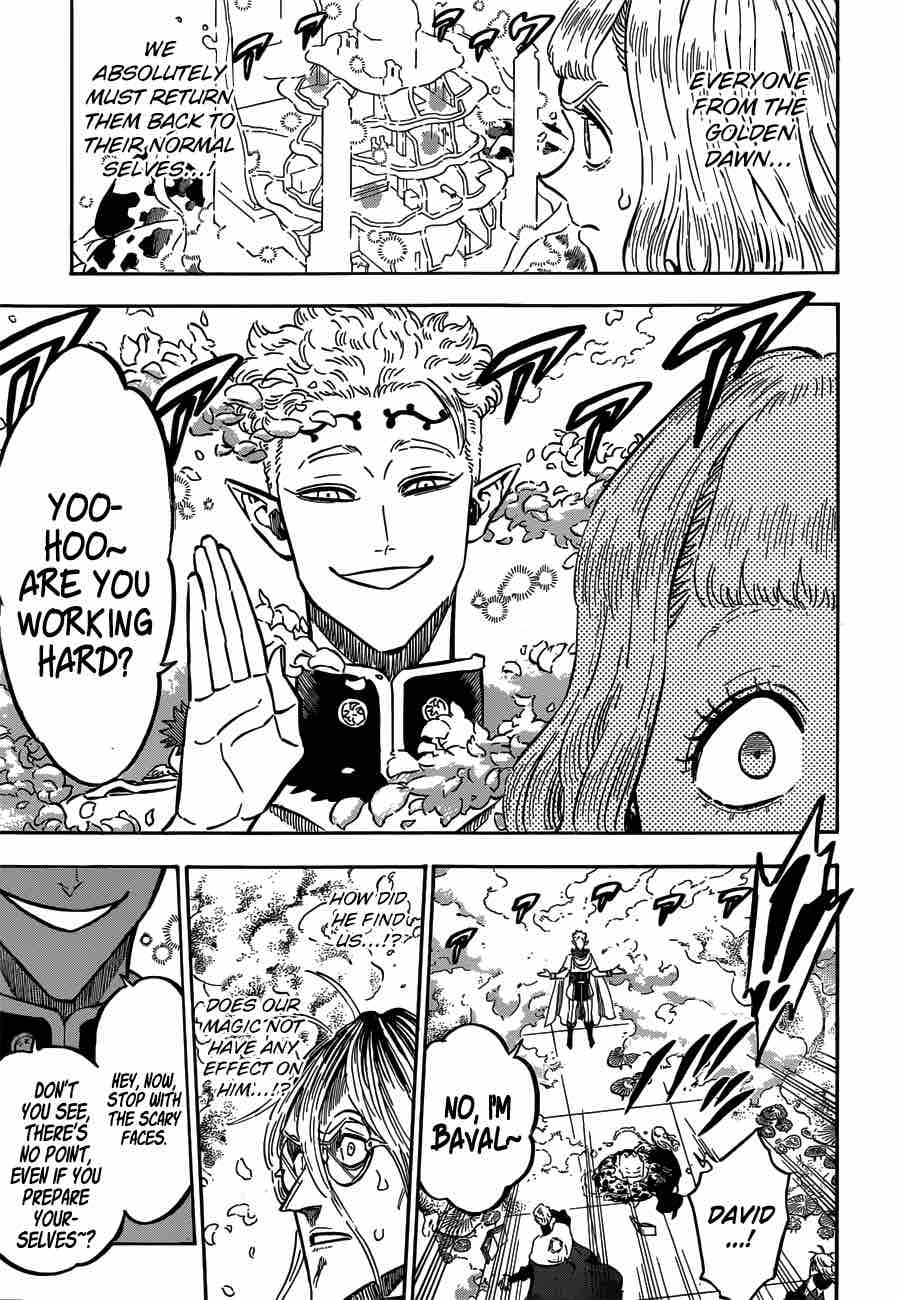 EVERYONE
FROM THE
GOLDEN
DAWN...
WE
ABSOLUTELY
MUST RETURN
THEM BACK TO
THEIR NORMAL
SELVES...!
YOO-
HOO~
ARE YOU
WORKING
HARD?
DAVID
...!
NO, I'M
BAVAL~
HOW DID
HE FIND
US...!?
DOES OUR
MAGIC NOT
HAVE ANY
EFFECT ON
HIM...!?
HEY, NOW,
STOP WITH
THE SCARY
FACES.
DON'T
YOU SEE,
THERE'S
NO POINT,
EVEN IF YOU
PREPARE
YOUR-
SELVES~?